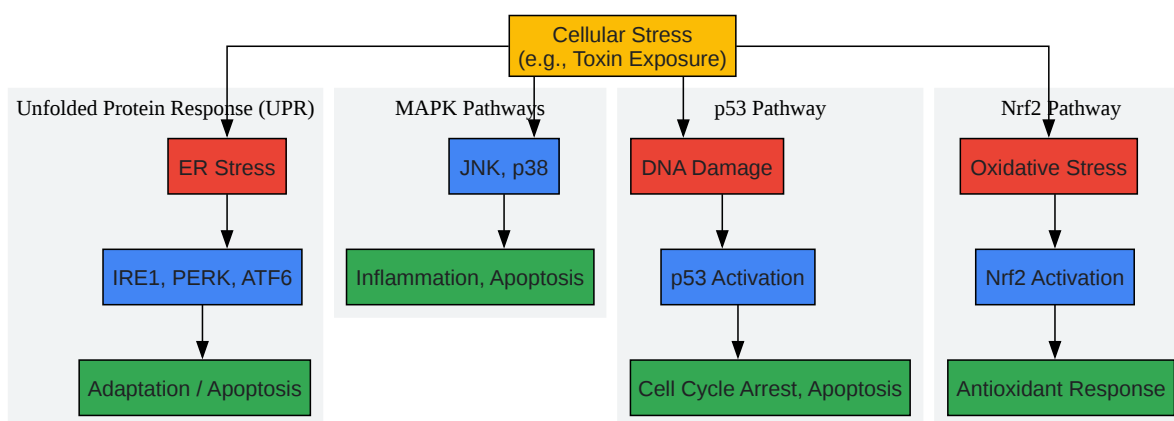 Cellular Stress
(e.g., Toxin Exposure)
Unfolded Protein Response (UPR)
MAPK Pathways
p53 Pathway
Nrf2 Pathway
ER Stress
JNK, p38
DNA Damage
Oxidative Stress
IRE1, PERK, ATF6
Inflammation, Apoptosis
p53 Activation
Nrf2 Activation
Adaptation / Apoptosis
Cell Cycle Arrest, Apoptosis
Antioxidant Response